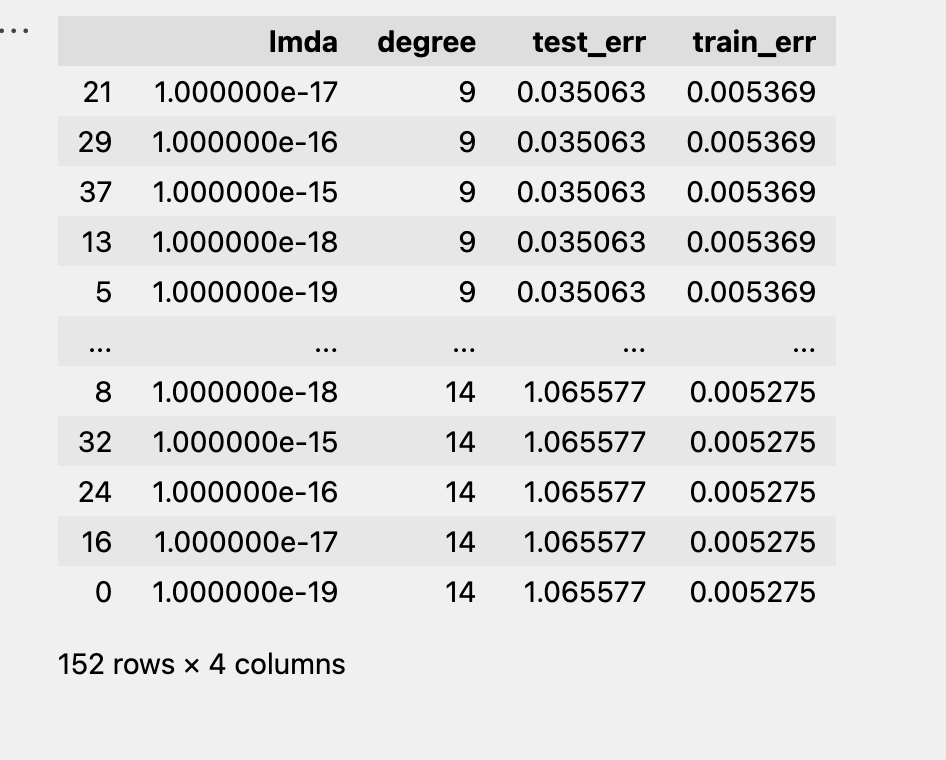 ...
lmda degree test_err train_err
21 1.000000e-17 9 0.035063 0.005369
29 1.000000e-16 9 0.035063 0.005369
37 1.000000e-15 9 0.035063 0.005369
13 1.000000e-18 9 0.035063 0.005369
5 1.000000e-19 9 0.035063 0.005369
... ... ... ... ...
8 1.000000e-18 14 1.065577 0.005275
32 1.000000e-15 14 1.065577 0.005275
24 1.000000e-16 14 1.065577 0.005275
16 1.000000e-17 14 1.065577 0.005275
0 1.000000e-19 14 1.065577 0.005275
152 rows × 4 columns